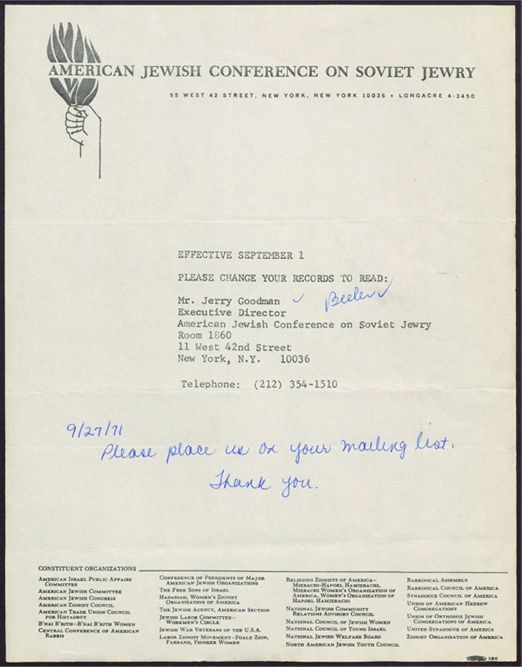 AMERICAN JEWISH CONFERENCE ON SOVIET JEWRY
55 WEST 42 STREET, NEW YORK, NEW YORK 10036 • LONGACRE 4-3450
EFFECTIVE SEPTEMBER 1
PLEASE CHANGE YOUR RECORDS TO READ:
Mr. Jerry Goodman ✓
Executive Director
American Jewish Conference on Soviet Jewry
Room 1860
11 West 42nd Street
New York, N.Y. 10036
Telephone: (212) 354-1510
9/27/71
Please place us on your mailing list.
Thank you.
CONSTITUENT ORGANIZATIONS
AMERICAN ISRAEL PUBLIC AFFAIRS
COMMITTEE
AMERICAN JEWISH COMMITTEE
AMERICAN JEWISH CONGRESS
AMERICAN ZIONIST COUNCIL
AMERICAN TRADE UNION COUNCIL
FOR HISTADRUT
B'NAI B'RITH–B'NAI B'RITH WOMEN
CENTRAL CONFERENCE OF AMERICAN
RABBIS
CONFERENCE OF PRESIDENTS OF MAJOR
AMERICAN JEWISH ORGANIZATIONS
THE FREE SONS OF ISRAEL
HADASSAH, WOMEN'S ZIONIST
ORGANIZATION OF AMERICA
THE JEWISH AGENCY, AMERICAN SECTION
JEWISH LABOR COMMITTEE–
WORKMEN'S CIRCLE
JEWISH WAR VETERANS OF THE U.S.A.
LABOR ZIONIST MOVEMENT–POALE ZION,
FARBAND, PIONEER WOMEN
RELIGIOUS ZIONISTS OF AMERICA–
MIZRACHI-HAPOEL HAMIZRACHI,
MIZRACHI WOMEN'S ORGANIZATION OF
AMERICA, WOMEN'S ORGANIZATION OF
HAPOEL HAMIZRACHI
NATIONAL JEWISH COMMUNITY
RELATIONS ADVISORY COUNCIL
NATIONAL COUNCIL OF JEWISH WOMEN
NATIONAL COUNCIL OF YOUNG ISRAEL
NATIONAL JEWISH WELFARE BOARD
NORTH AMERICAN JEWISH YOUTH COUNCIL
RABBINICAL ASSEMBLY
RABBINICAL COUNCIL OF AMERICA
SYNAGOGUE COUNCIL OF AMERICA
UNION OF AMERICAN HEBREW
CONGREGATIONS
UNION OF ORTHODOX JEWISH
CONGREGATIONS OF AMERICA
UNITED SYNAGOGUE OF AMERICA
ZIONIST ORGANIZATION OF AMERICA